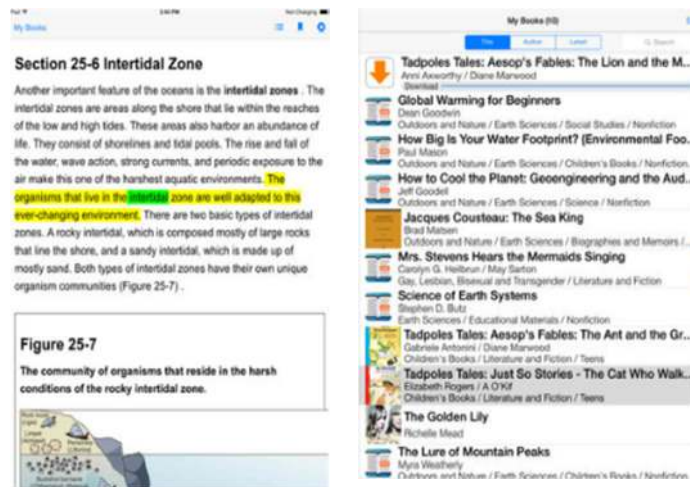 iPad
3:40 PM
Not Charging
My Books
Section 25-6 Intertidal Zone
Another important feature of the oceans is the intertidal zones . The
intertidal zones are areas along the shore that lie within the reaches
of the low and high tides. These areas also harbor an abundance of
life. They consist of shorelines and tidal pools. The rise and fall of
the water, wave action, strong currents, and periodic exposure to the
air make this one of the harshest aquatic environments. The
organisms that live in the intertidal zone are well adapted to this
ever-changing environment. There are two basic types of intertidal
zones. A rocky intertidal, which is composed mostly of large rocks
that line the shore, and a sandy intertidal, which is made up of
mostly sand. Both types of intertidal zones have their own unique
organism communities (Figure 25-7) .
Figure 25-7
The community of organisms that reside in the harsh
conditions of the rocky intertidal zone.
My Books (10)
Title
Author
Latest
Search
Tadpoles Tales: Aesop's Fables: The Lion and the M...
Anni Axworthy / Diane Marwood
Download
Global Warming for Beginners
Dean Goodwin
Outdoors and Nature / Earth Sciences / Social Studies / Nonfiction
How Big Is Your Water Footprint? (Environmental Foo...
Paul Mason
Outdoors and Nature / Earth Sciences / Children's Books / Nonfiction
How to Cool the Planet: Geoengineering and the Aud...
Jeff Goodell
Outdoors and Nature / Earth Sciences / Science / Nonfiction
Jacques Cousteau: The Sea King
Brad Matsen
Outdoors and Nature / Earth Sciences / Biographies and Memoirs /...
Mrs. Stevens Hears the Mermaids Singing
Carolyn G. Heilbrun / May Sarton
Gay, Lesbian, Bisexual and Transgender / Literature and Fiction
Science of Earth Systems
Stephen D. Butz
Earth Sciences / Educational Materials / Nonfiction
Tadpoles Tales: Aesop's Fables: The Ant and the Gr...
Gabriele Antonini / Diane Marwood
Children's Books / Literature and Fiction / Teens
Tadpoles Tales: Just So Stories - The Cat Who Walk...
Elizabeth Rogers / A O'Kif
Children's Books / Literature and Fiction / Teens
The Golden Lily
Richelle Mead
The Lure of Mountain Peaks
Myra Weatherly
Outdoors and Nature / Earth Sciences / Children's Books / Nonfiction